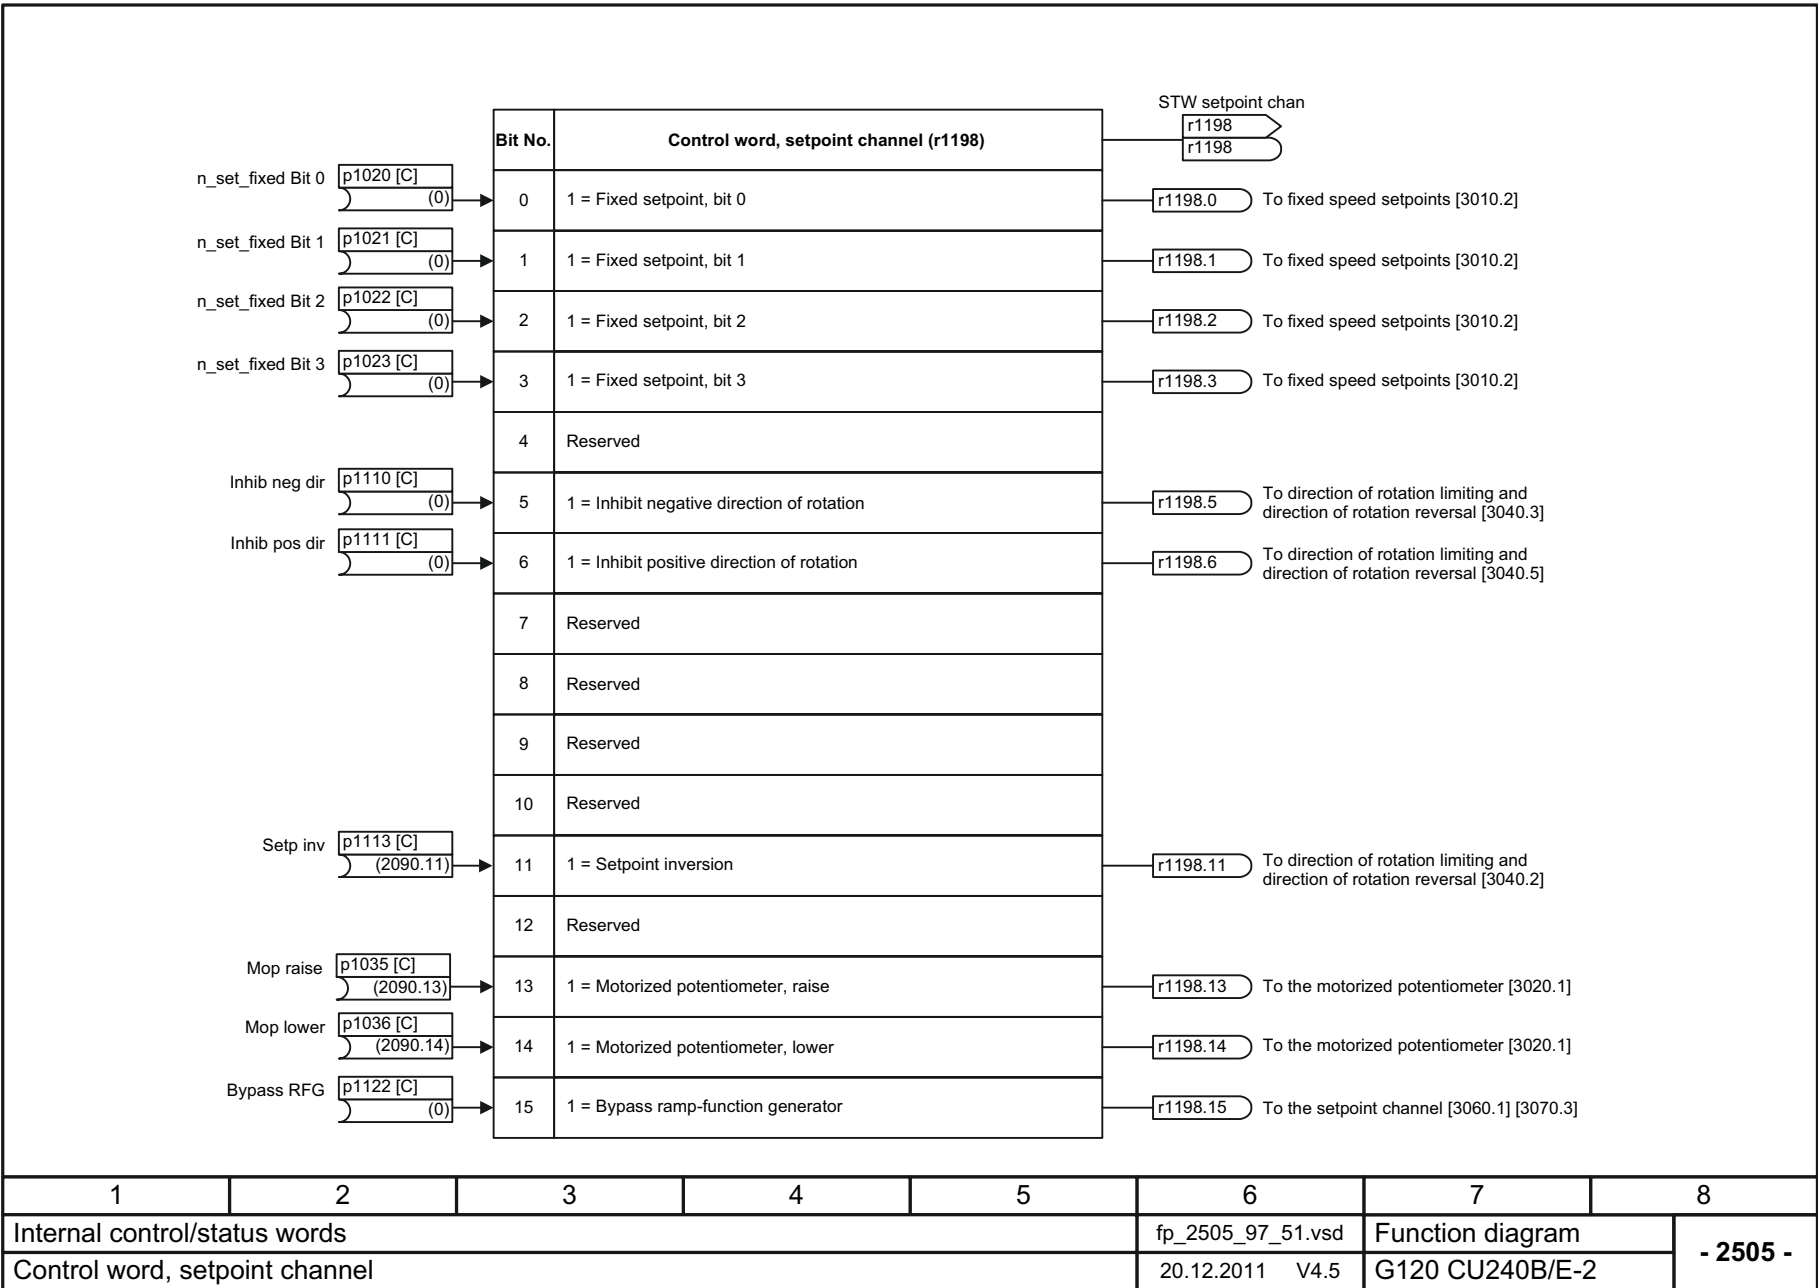 STW setpoint chan
Bit No. Control word, setpoint channel (r1198) r1198
r1198
n_set_fixed Bit 0 p1020 [C]
(0) 0 1 = Fixed setpoint, bit 0 r1198.0 To fixed speed setpoints [3010.2]
n_set_fixed Bit 1 p1021 [C]
(0) 1 1 = Fixed setpoint, bit 1 r1198.1 To fixed speed setpoints [3010.2]
n_set_fixed Bit 2 p1022 [C]
(0) 2 1 = Fixed setpoint, bit 2 r1198.2 To fixed speed setpoints [3010.2]
n_set_fixed Bit 3 p1023 [C]
(0) 3 1 = Fixed setpoint, bit 3 r1198.3 To fixed speed setpoints [3010.2]
4 Reserved
Inhib neg dir p1110 [C]
(0) 5 1 = Inhibit negative direction of rotation r1198.5 To direction of rotation limiting and
direction of rotation reversal [3040.3]
Inhib pos dir p1111 [C]
(0) 6 1 = Inhibit positive direction of rotation r1198.6 To direction of rotation limiting and
direction of rotation reversal [3040.5]
7 Reserved
8 Reserved
9 Reserved
10 Reserved
Setp inv p1113 [C]
(2090.11) 11 1 = Setpoint inversion r1198.11 To direction of rotation limiting and
direction of rotation reversal [3040.2]
12 Reserved
Mop raise p1035 [C]
(2090.13) 13 1 = Motorized potentiometer, raise r1198.13 To the motorized potentiometer [3020.1]
Mop lower p1036 [C]
(2090.14) 14 1 = Motorized potentiometer, lower r1198.14 To the motorized potentiometer [3020.1]
Bypass RFG p1122 [C]
(0) 15 1 = Bypass ramp-function generator r1198.15 To the setpoint channel [3060.1] [3070.3]
1 2 3 4 5 6 7 8
Internal control/status words fp_2505_97_51.vsd Function diagram
- 2505 -
Control word, setpoint channel 20.12.2011 V4.5 G120 CU240B/E-2